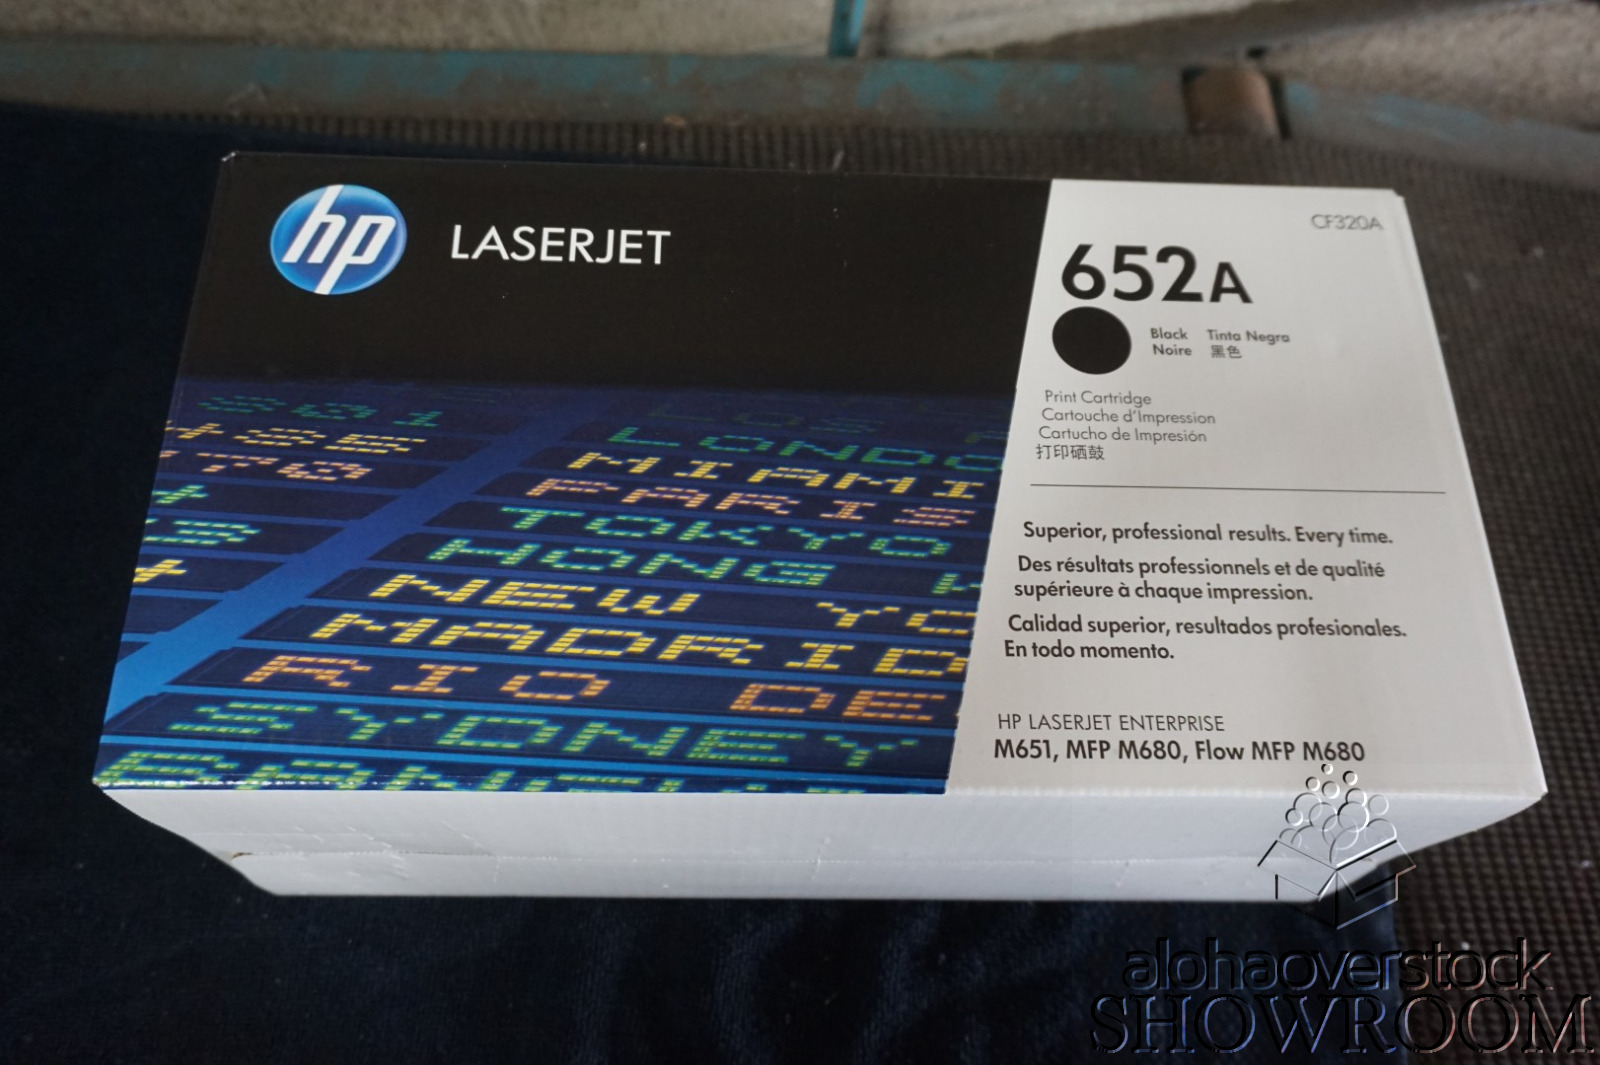 hp LASERJET
CF320A
652A
Black Tinta Negra
Noire 黑色
Print Cartridge
Cartouche d'Impression
Cartucho de Impresión
打印硒鼓
Superior, professional results. Every time.
Des résultats professionnels et de qualité
supérieure à chaque impression.
Calidad superior, resultados profesionales.
En todo momento.
HP LASERJET ENTERPRISE
M651, MFP M680, Flow MFP M680
MIAMI
PARIS
TOKYO
HONG
NEW YO
MADRID
RIO DE
SYDNEY
alohaoverstock
SHOWROOM